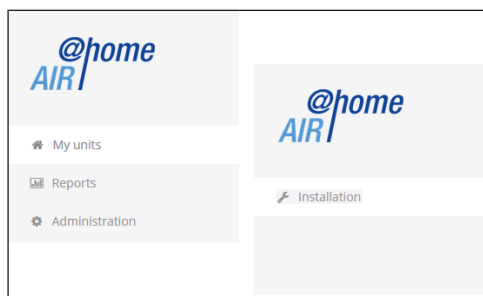 @home
AIR
My units
Reports
Administration
@home
AIR
Installation